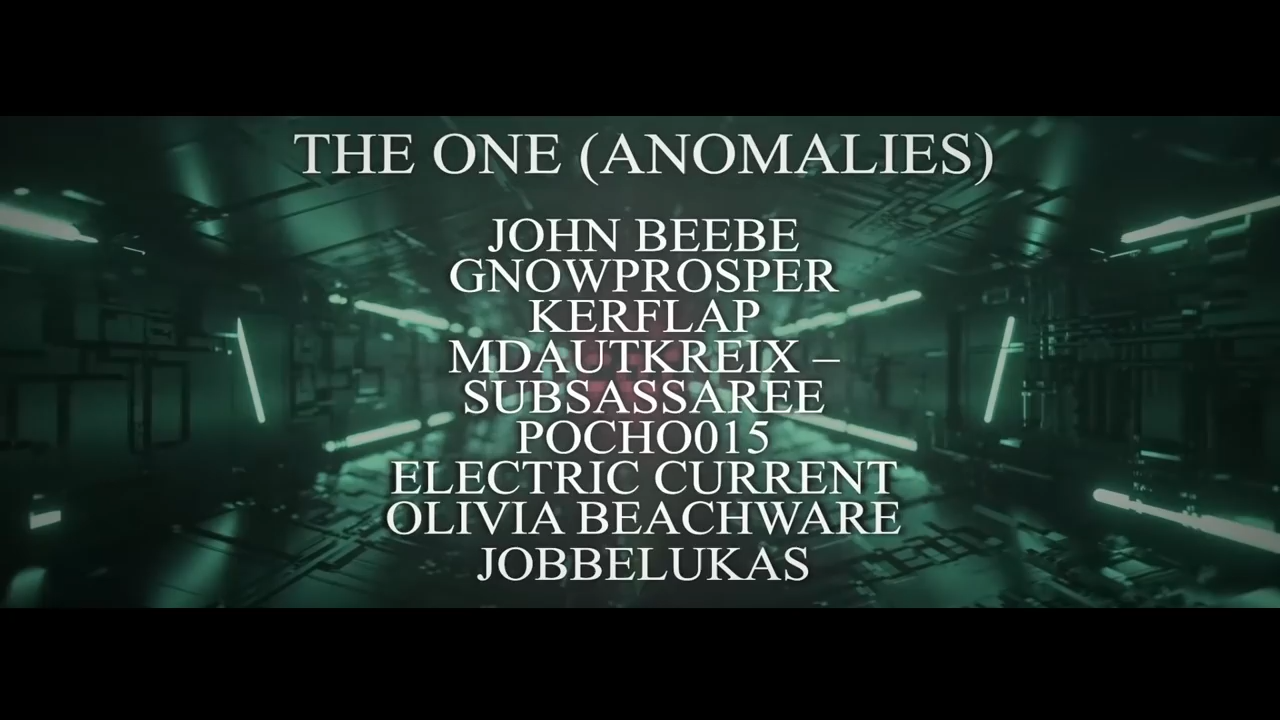 THE ONE (ANOMALIES)
JOHN BEEBE
GNOWPROSPER
KERFLAP
MDAUTKREIX –
SUBSASSAREE
POCHO015
ELECTRIC CURRENT
OLIVIA BEACHWARE
JOBBELUKAS